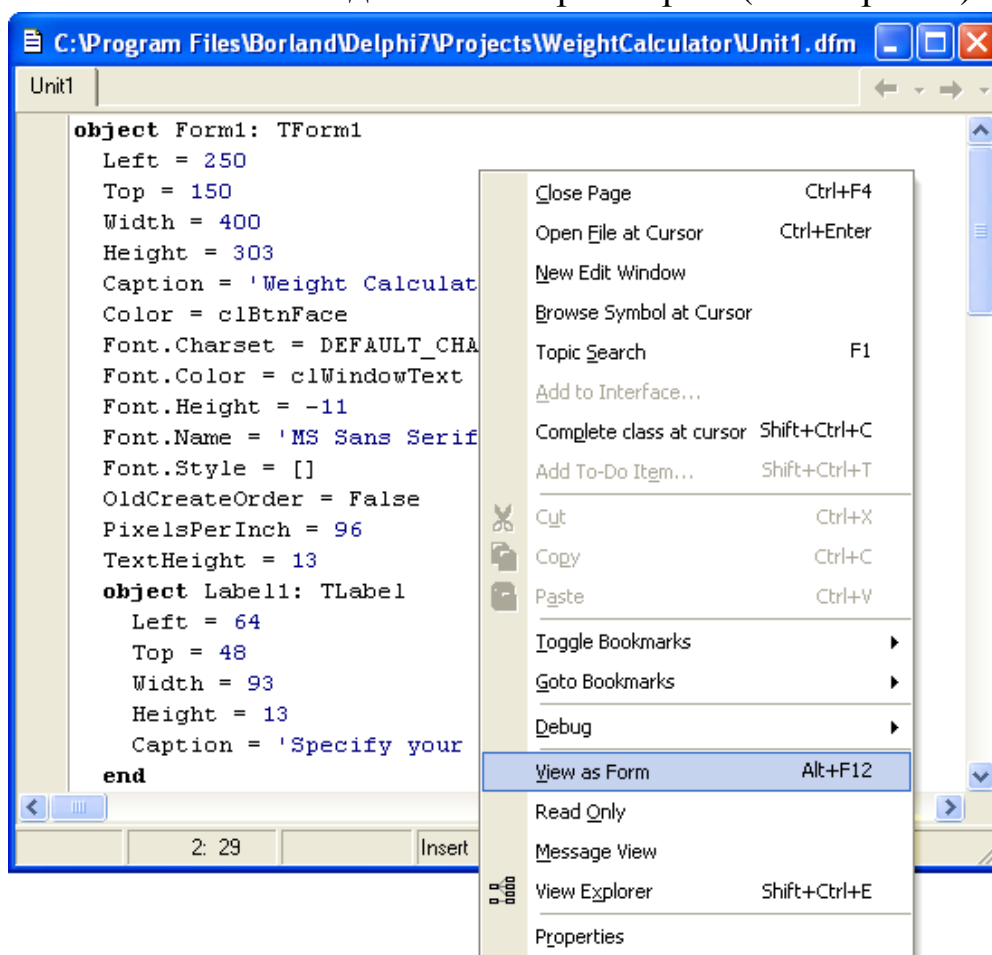 C:\Program Files\Borland\Delphi7\Projects\WeightCalculator\Unit1.dfm
Unit1
object Form1: TForm1
Left = 250
Top = 150
Width = 400
Height = 303
Caption = 'Weight Calculat
Color = clBtnFace
Font.Charset = DEFAULT_CHA
Font.Color = clWindowText
Font.Height = -11
Font.Name = 'MS Sans Serif
Font.Style = []
OldCreateOrder = False
PixelsPerInch = 96
TextHeight = 13
object Label1: TLabel
Left = 64
Top = 48
Width = 93
Height = 13
Caption = 'Specify your
end
2: 29 Insert
Close Page Ctrl+F4
Open File at Cursor Ctrl+Enter
New Edit Window
Browse Symbol at Cursor
Topic Search F1
Add to Interface...
Complete class at cursor Shift+Ctrl+C
Add To-Do Item... Shift+Ctrl+T
Cut Ctrl+X
Copy Ctrl+C
Paste Ctrl+V
Toggle Bookmarks
Goto Bookmarks
Debug
View as Form Alt+F12
Read Only
Message View
View Explorer Shift+Ctrl+E
Properties